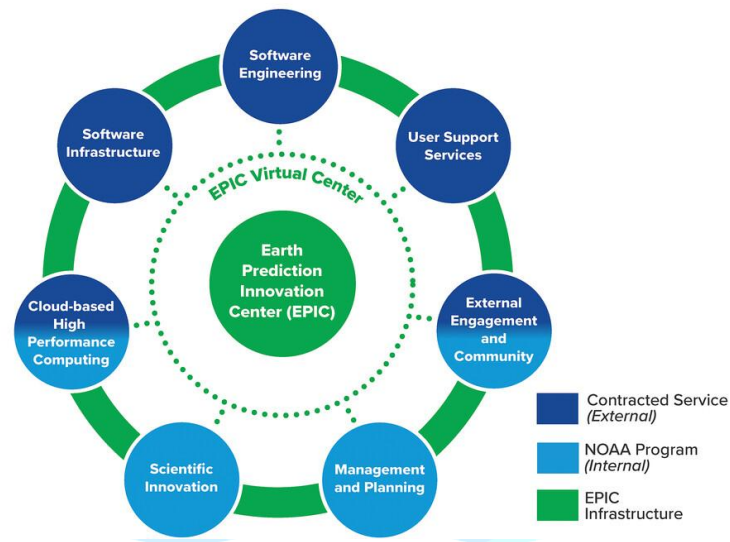 Software
Engineering
Software
Infrastructure
User Support
Services
EPIC Virtual Center
Earth
Prediction
Innovation
Center (EPIC)
Cloud-based
High
Performance
Computing
External
Engagement
and
Community
Scientific
Innovation
Management
and Planning
Contracted Service
(External)
NOAA Program
(Internal)
EPIC
Infrastructure